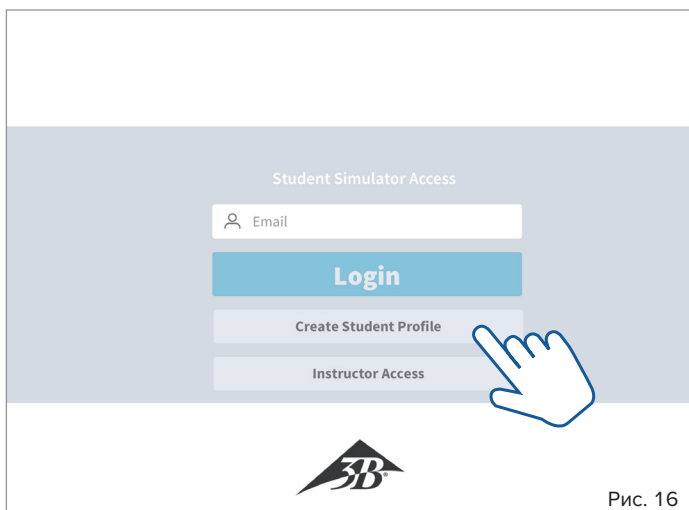 Student Simulator Access
Email
Login
Create Student Profile
Instructor Access
3B®
Рис. 16